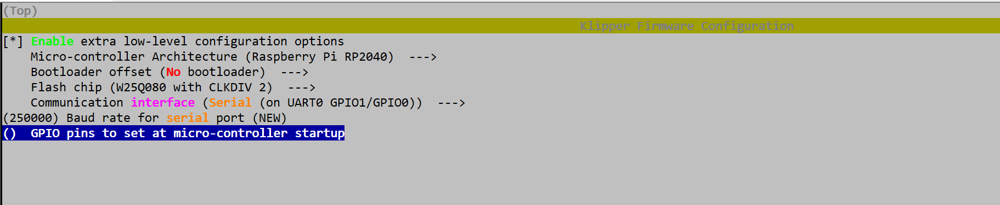 (Top)
Klipper Firmware Configuration
[*] Enable extra low-level configuration options
Micro-controller Architecture (Raspberry Pi RP2040)  --->
Bootloader offset (No bootloader)  --->
Flash chip (W25Q080 with CLKDIV 2)  --->
Communication interface (Serial (on UART0 GPIO1/GPIO0))  --->
(250000) Baud rate for serial port (NEW)
()  GPIO pins to set at micro-controller startup